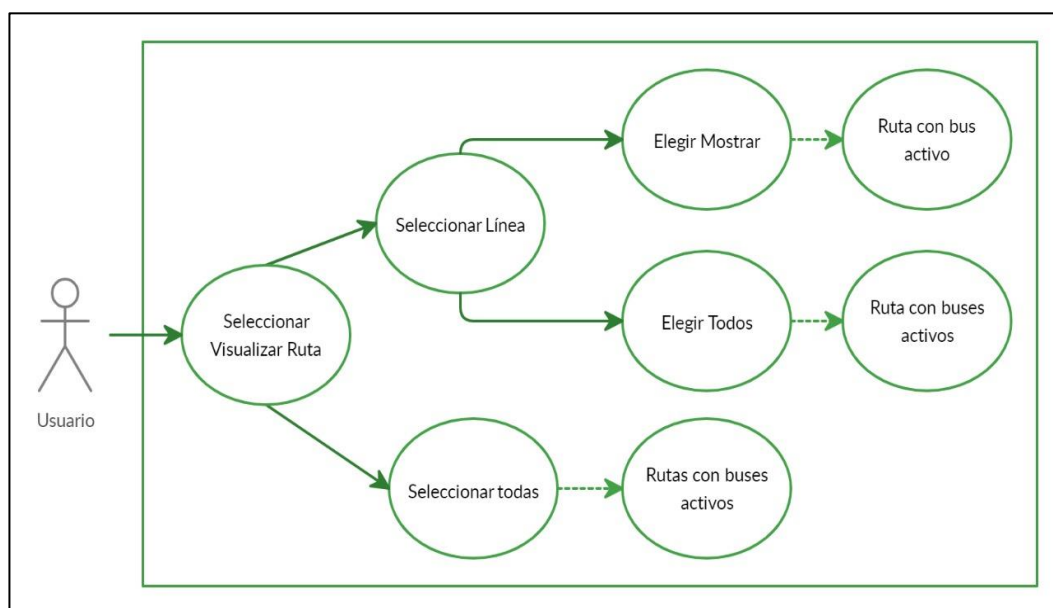 Usuario
Seleccionar
Visualizar Ruta
Seleccionar Línea
Elegir Mostrar
Ruta con bus
activo
Elegir Todos
Ruta con buses
activos
Seleccionar todas
Rutas con buses
activos